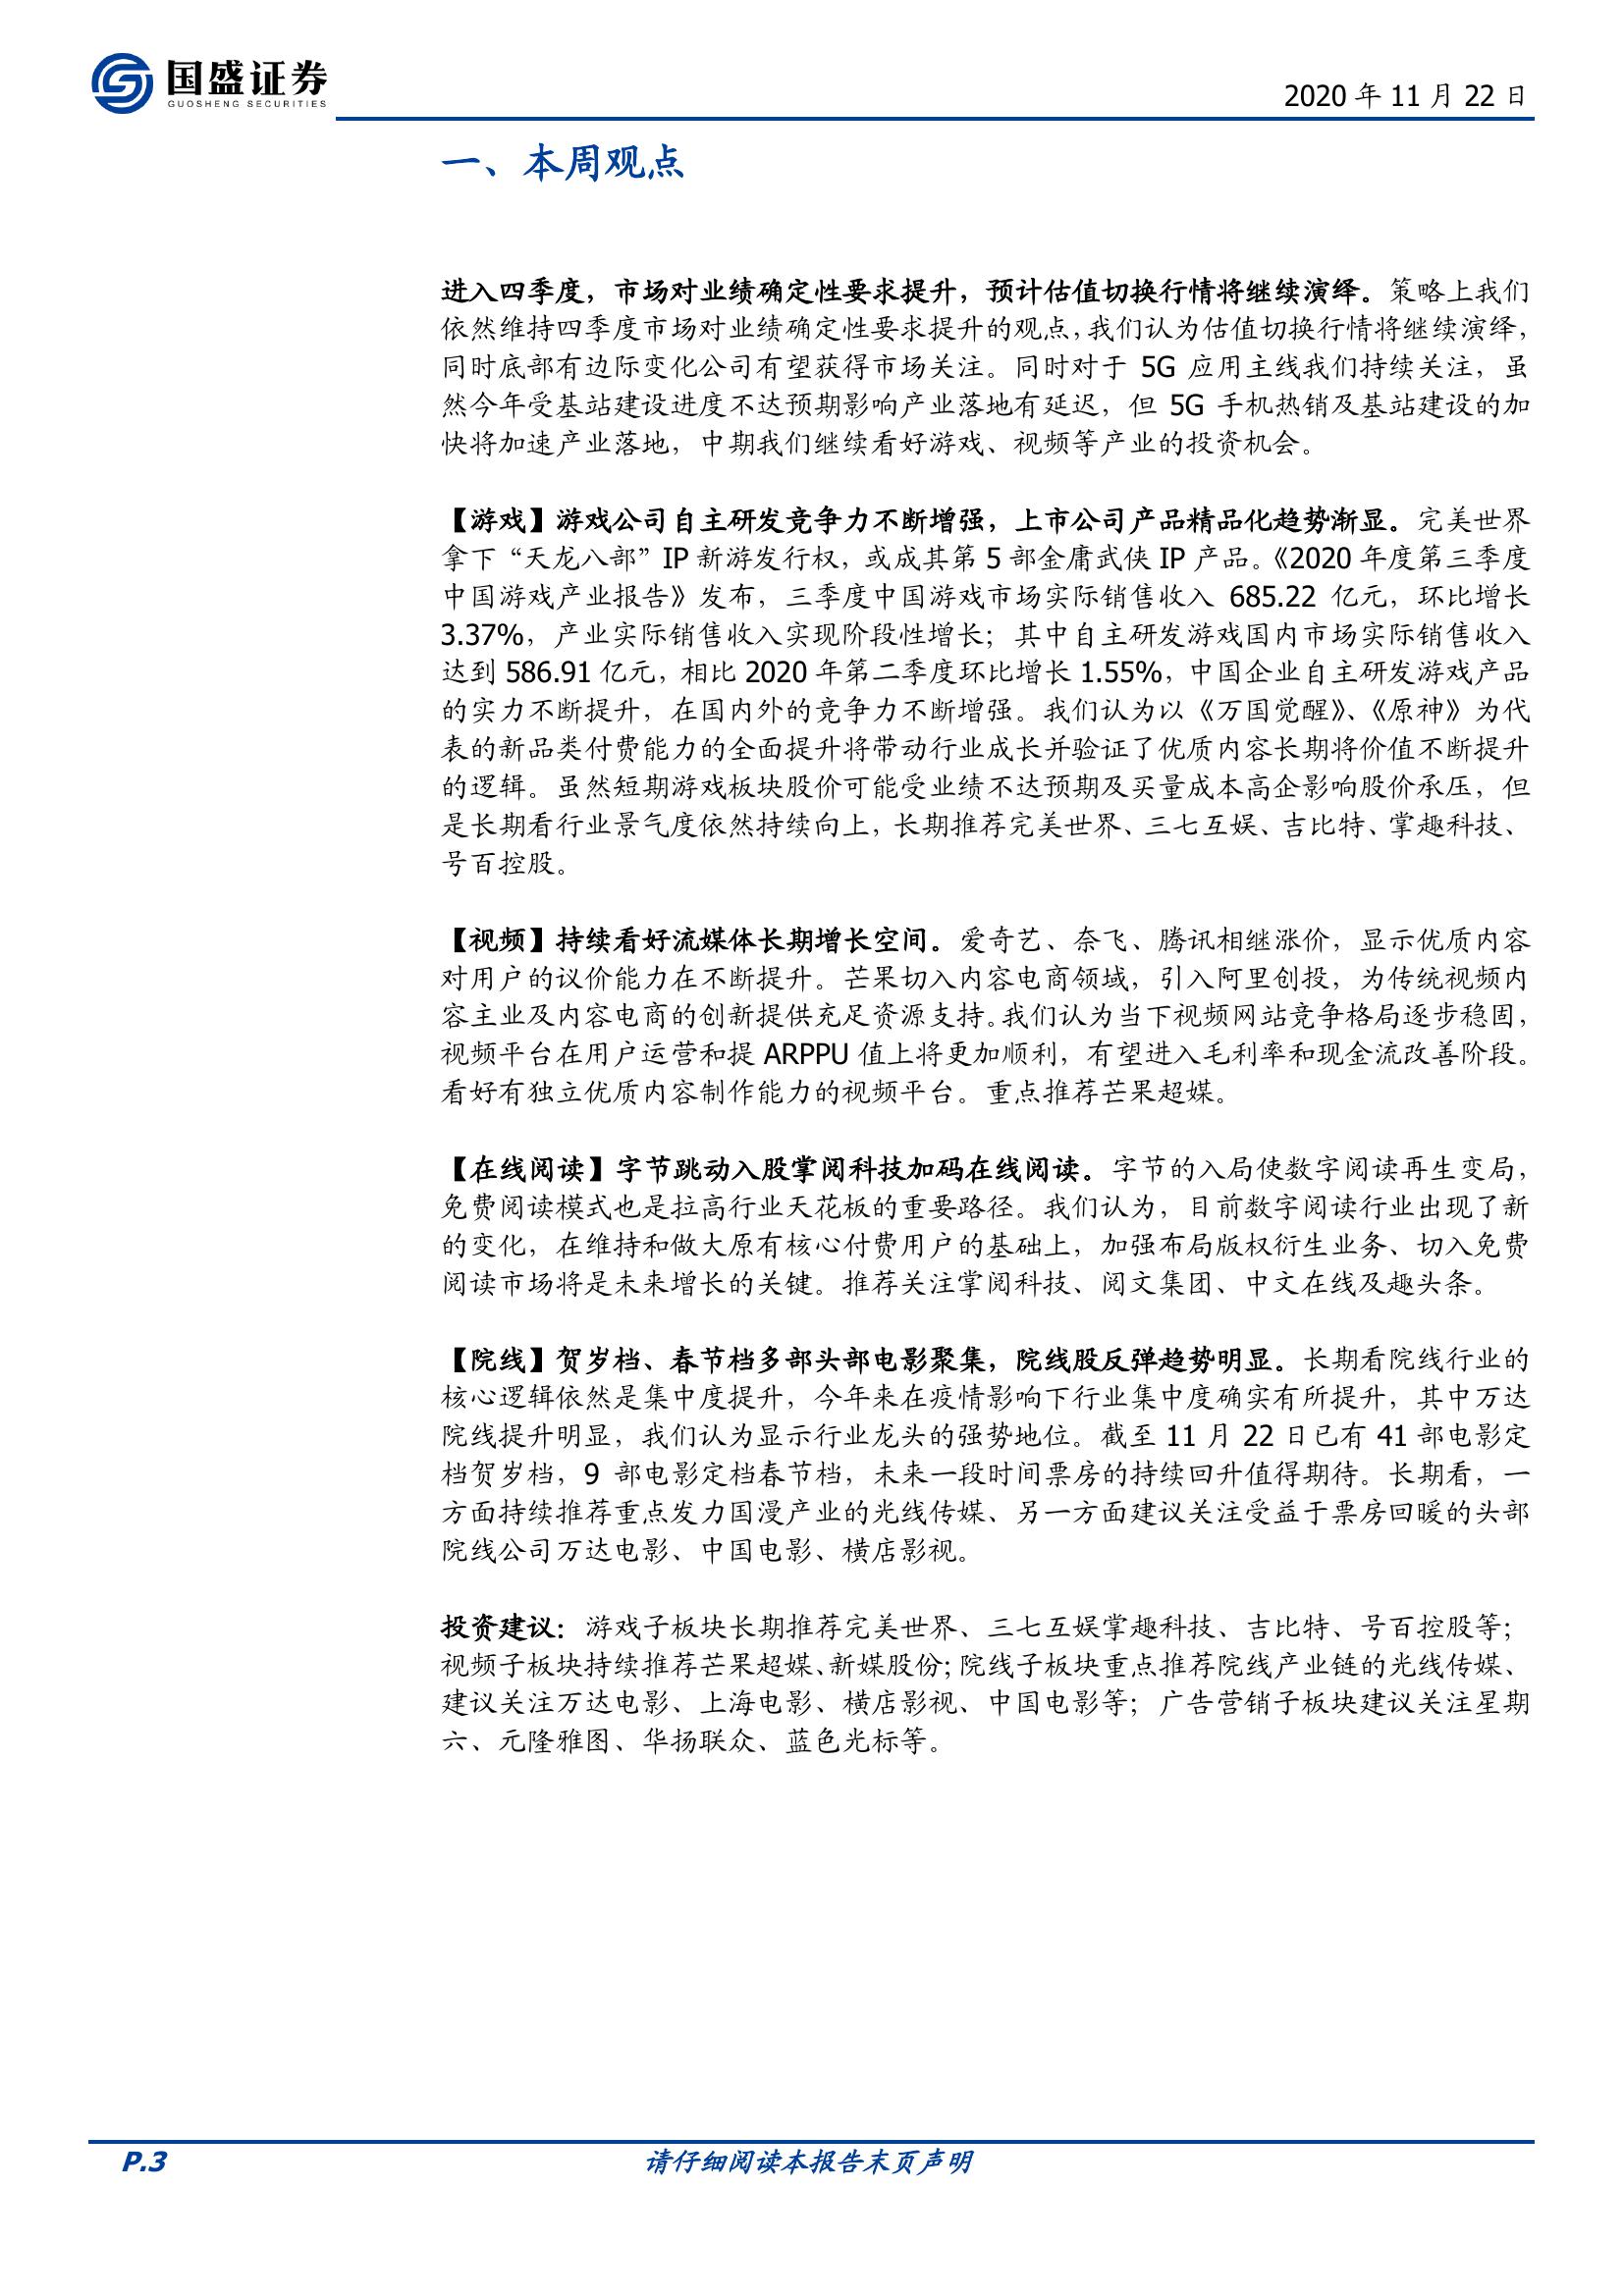 国盛证券
GUOSHENG SECURITIES
2020 年 11 月 22 日
一、本周观点
进入四季度，市场对业绩确定性要求提升，预计估值切换行情将继续演绎。策略上我们
依然维持四季度市场对业绩确定性要求提升的观点，我们认为估值切换行情将继续演绎，
同时底部有边际变化公司有望获得市场关注。同时对于 5G 应用主线我们持续关注，虽
然今年受基站建设进度不达预期影响产业落地有延迟，但 5G 手机热销及基站建设的加
快将加速产业落地，中期我们继续看好游戏、视频等产业的投资机会。
【游戏】游戏公司自主研发竞争力不断增强，上市公司产品精品化趋势渐显。完美世界
拿下“天龙八部”IP 新游发行权，或成其第 5 部金庸武侠 IP 产品。《2020 年度第三季度
中国游戏产业报告》发布，三季度中国游戏市场实际销售收入 685.22 亿元，环比增长
3.37%，产业实际销售收入实现阶段性增长；其中自主研发游戏国内市场实际销售收入
达到 586.91 亿元，相比 2020 年第二季度环比增长 1.55%，中国企业自主研发游戏产品
的实力不断提升，在国内外的竞争力不断增强。我们认为以《万国觉醒》、《原神》为代
表的新品类付费能力的全面提升将带动行业成长并验证了优质内容长期将价值不断提升
的逻辑。虽然短期游戏板块股价可能受业绩不达预期及买量成本高企影响股价承压，但
是长期看行业景气度依然持续向上，长期推荐完美世界、三七互娱、吉比特、掌趣科技、
号百控股。
【视频】持续看好流媒体长期增长空间。爱奇艺、奈飞、腾讯相继涨价，显示优质内容
对用户的议价能力在不断提升。芒果切入内容电商领域，引入阿里创投，为传统视频内
容主业及内容电商的创新提供充足资源支持。我们认为当下视频网站竞争格局逐步稳固，
视频平台在用户运营和提 ARPPU 值上将更加顺利，有望进入毛利率和现金流改善阶段。
看好有独立优质内容制作能力的视频平台。重点推荐芒果超媒。
【在线阅读】字节跳动入股掌阅科技加码在线阅读。字节的入局使数字阅读再生变局，
免费阅读模式也是拉高行业天花板的重要路径。我们认为，目前数字阅读行业出现了新
的变化，在维持和做大原有核心付费用户的基础上，加强布局版权衍生业务、切入免费
阅读市场将是未来增长的关键。推荐关注掌阅科技、阅文集团、中文在线及趣头条。
【院线】贺岁档、春节档多部头部电影聚集，院线股反弹趋势明显。长期看院线行业的
核心逻辑依然是集中度提升，今年来在疫情影响下行业集中度确实有所提升，其中万达
院线提升明显，我们认为显示行业龙头的强势地位。截至 11 月 22 日已有 41 部电影定
档贺岁档，9 部电影定档春节档，未来一段时间票房的持续回升值得期待。长期看，一
方面持续推荐重点发力国漫产业的光线传媒、另一方面建议关注受益于票房回暖的头部
院线公司万达电影、中国电影、横店影视。
投资建议：游戏子板块长期推荐完美世界、三七互娱掌趣科技、吉比特、号百控股等；
视频子板块持续推荐芒果超媒、新媒股份；院线子板块重点推荐院线产业链的光线传媒、
建议关注万达电影、上海电影、横店影视、中国电影等；广告营销子板块建议关注星期
六、元隆雅图、华扬联众、蓝色光标等。
P.3
请仔细阅读本报告末页声明